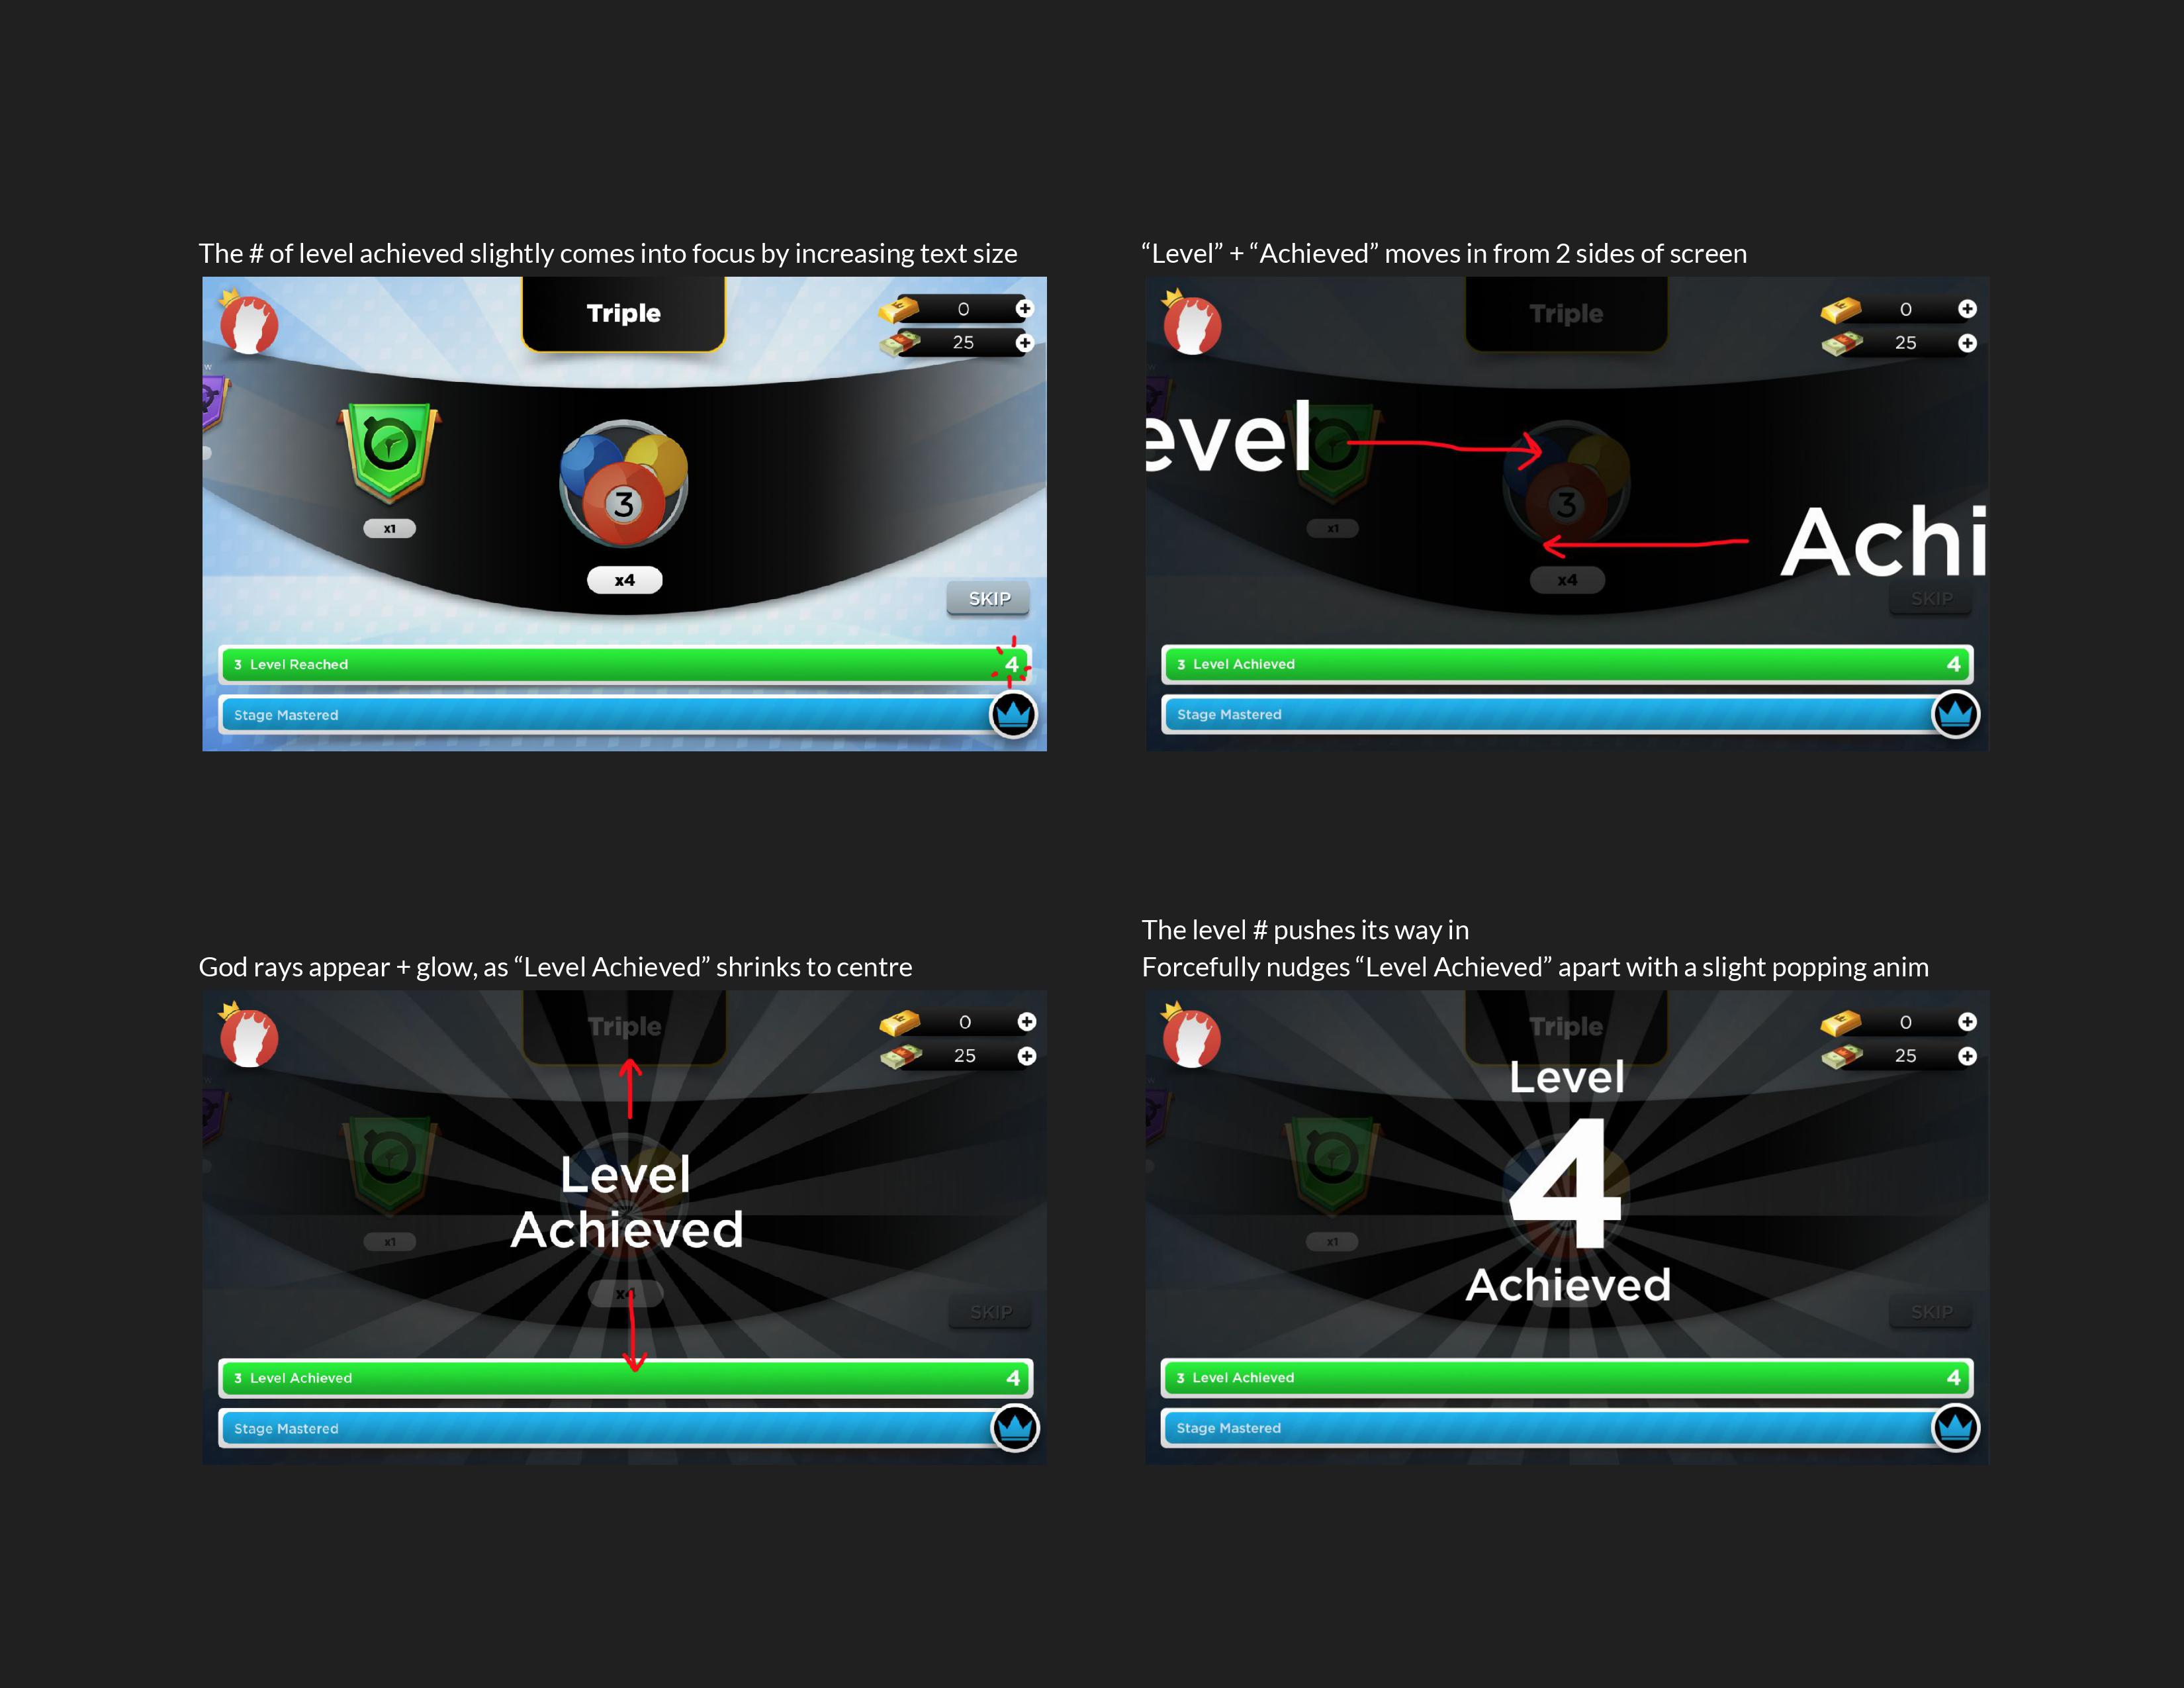 The # of level achieved slightly comes into focus by increasing text size
Triple
0
25
W
x1
3
x4
SKIP
3 Level Reached
4
Stage Mastered
“Level” + “Achieved” moves in from 2 sides of screen
Triple
0
25
evel
x1
3
Achi
x4
SKIP
3 Level Achieved
4
Stage Mastered
God rays appear + glow, as “Level Achieved” shrinks to centre
Triple
0
25
Level
Achieved
x1
x4
SKIP
3 Level Achieved
4
Stage Mastered
The level # pushes its way in
Forcefully nudges “Level Achieved” apart with a slight popping anim
Triple
0
25
Level
4
x1
Achieved
SKIP
3 Level Achieved
4
Stage Mastered